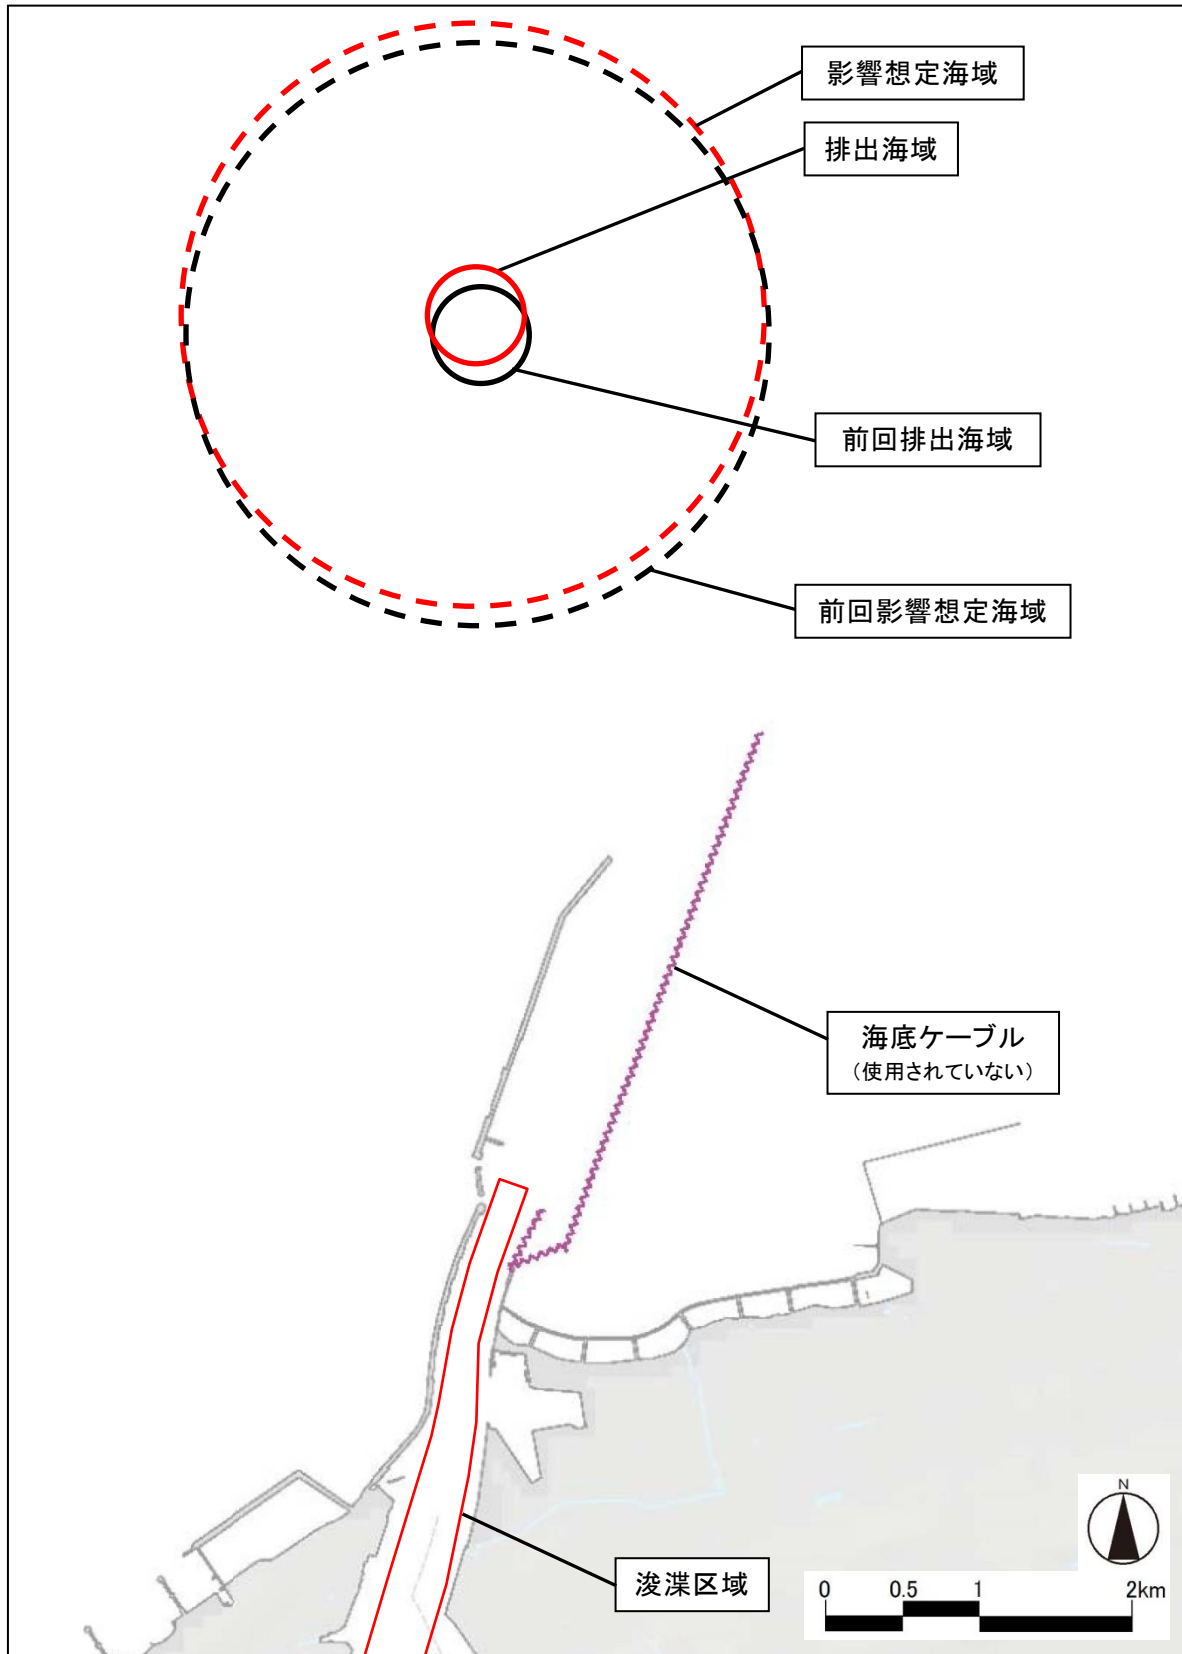 影響想定海域
排出海域
前回排出海域
前回影響想定海域
海底ケーブル
（使用されていない）
浚渫区域
N
0 0.5 1 2km